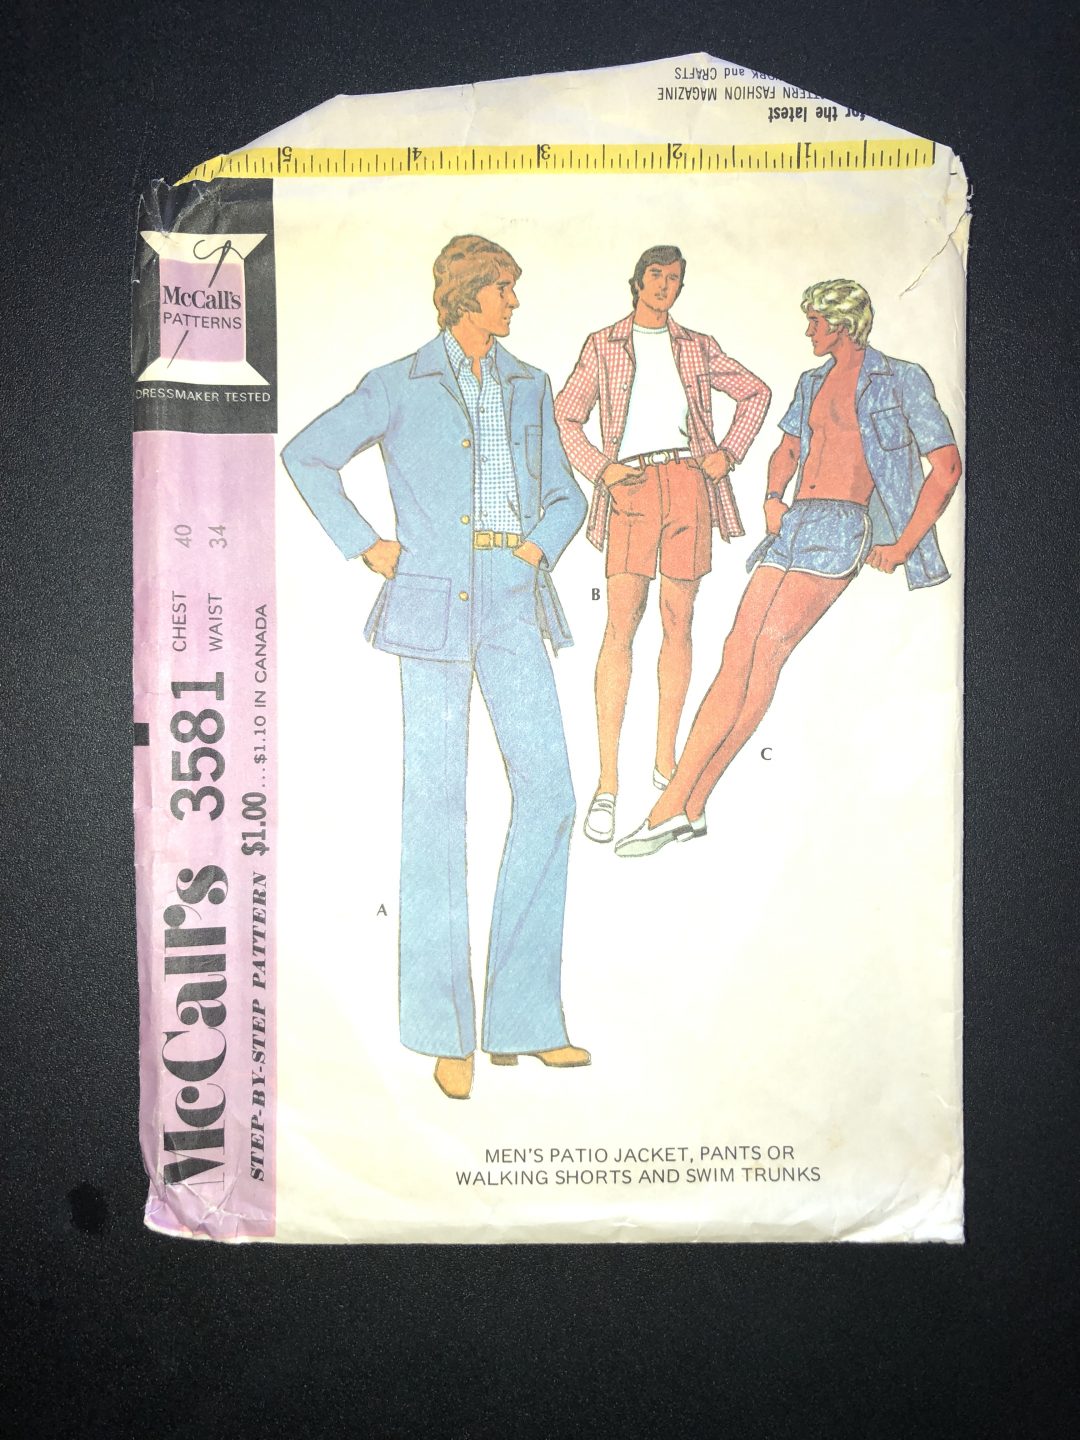 for the latest
FASHION MAGAZINE
and CRAFTS
1 2 3 4 5
McCall's
PATTERNS
DRESSMAKER TESTED
McCall's 3581
CHEST 40
WAIST 34
STEP-BY-STEP PATTERN $1.00...$1.10 IN CANADA
A
B
C
MEN'S PATIO JACKET, PANTS OR
WALKING SHORTS AND SWIM TRUNKS